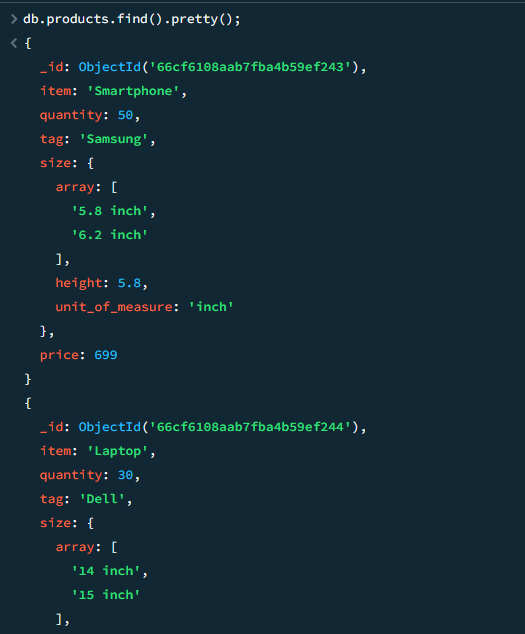 > db.products.find().pretty();
< {
_id: ObjectId('66cf6108aab7fba4b59ef243'),
item: 'Smartphone',
quantity: 50,
tag: 'Samsung',
size: {
array: [
'5.8 inch',
'6.2 inch'
],
height: 5.8,
unit_of_measure: 'inch'
},
price: 699
}
{
_id: ObjectId('66cf6108aab7fba4b59ef244'),
item: 'Laptop',
quantity: 30,
tag: 'Dell',
size: {
array: [
'14 inch',
'15 inch'
],